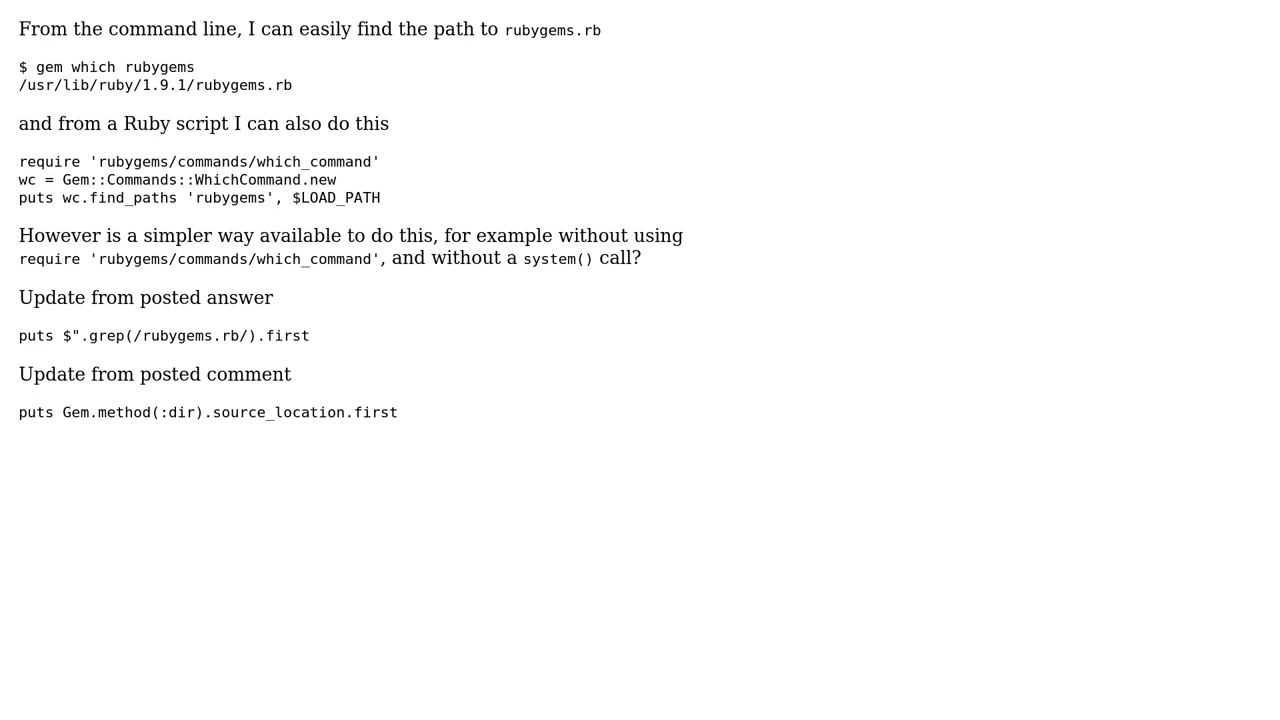 From the command line, I can easily find the path to rubygems.rb
$ gem which rubygems
/usr/lib/ruby/1.9.1/rubygems.rb
and from a Ruby script I can also do this
require 'rubygems/commands/which_command'
wc = Gem::Commands::WhichCommand.new
puts wc.find_paths 'rubygems', $LOAD_PATH
However is a simpler way available to do this, for example without using
require 'rubygems/commands/which_command', and without a system() call?
Update from posted answer
puts $".grep(/rubygems.rb/).first
Update from posted comment
puts Gem.method(:dir).source_location.first